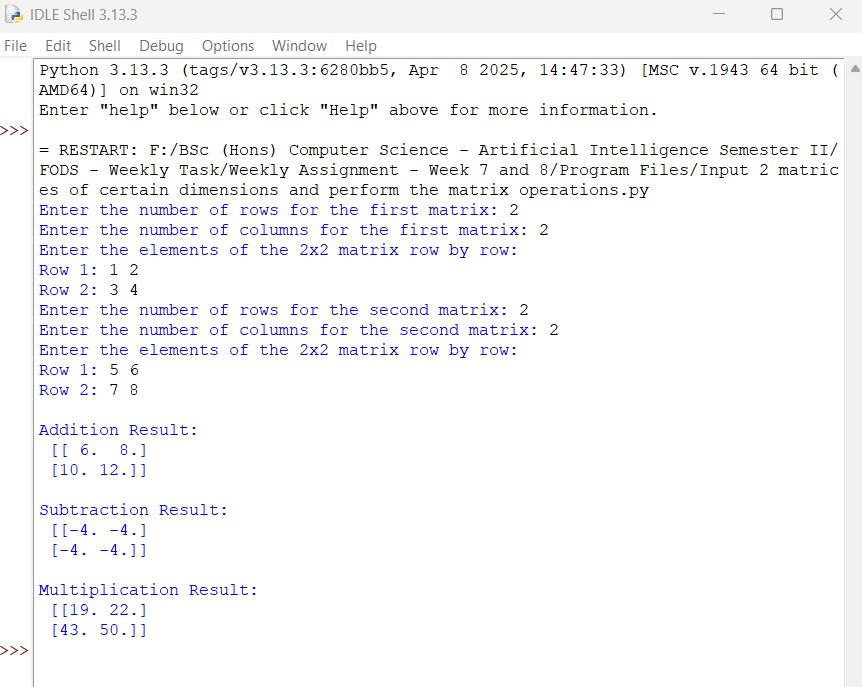 IDLE Shell 3.13.3
File Edit Shell Debug Options Window Help
Python 3.13.3 (tags/v3.13.3:6280bb5, Apr  8 2025, 14:47:33) [MSC v.1943 64 bit (
AMD64)] on win32
Enter "help" below or click "Help" above for more information.
>>>
= RESTART: F:/BSc (Hons) Computer Science - Artificial Intelligence Semester II/
FODS - Weekly Task/Weekly Assignment - Week 7 and 8/Program Files/Input 2 matric
es of certain dimensions and perform the matrix operations.py
Enter the number of rows for the first matrix: 2
Enter the number of columns for the first matrix: 2
Enter the elements of the 2x2 matrix row by row:
Row 1: 1 2
Row 2: 3 4
Enter the number of rows for the second matrix: 2
Enter the number of columns for the second matrix: 2
Enter the elements of the 2x2 matrix row by row:
Row 1: 5 6
Row 2: 7 8
Addition Result:
[[ 6.  8.]
[10. 12.]]
Subtraction Result:
[[-4. -4.]
[-4. -4.]]
Multiplication Result:
[[19. 22.]
[43. 50.]]
>>>